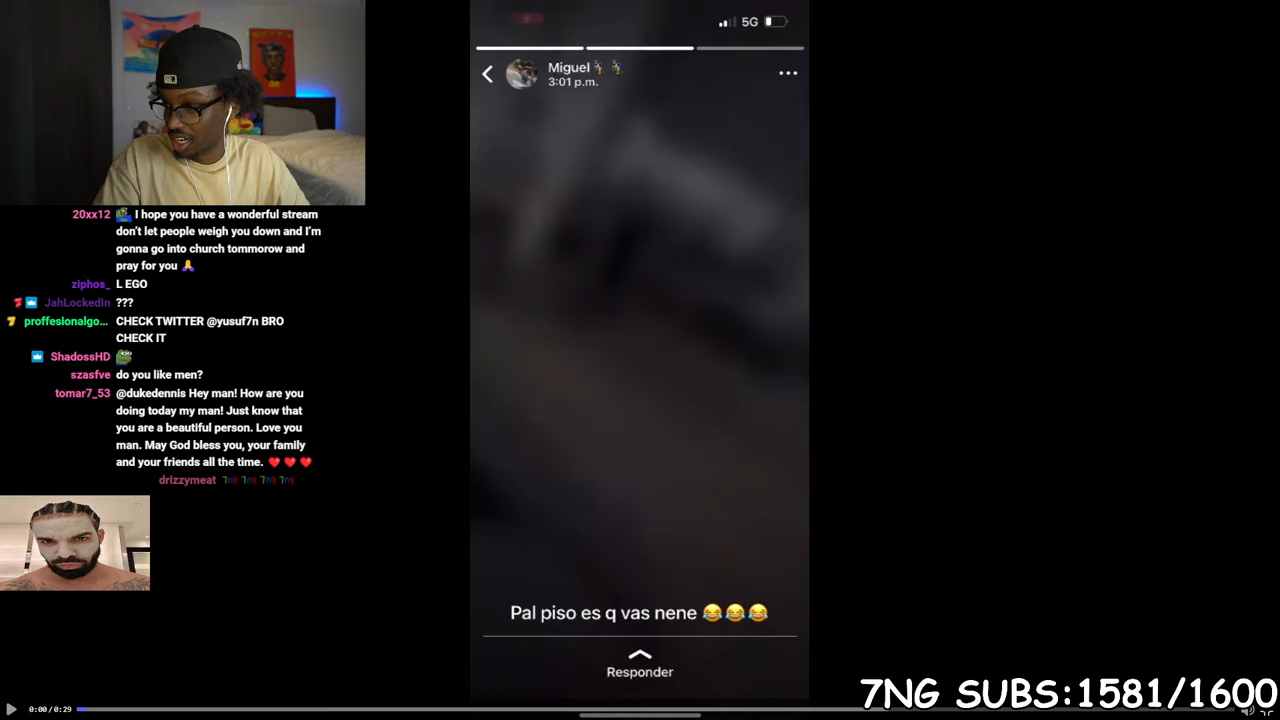 5G
Miguel
3:01 p.m.
20xx12 I hope you have a wonderful stream
don't let people weigh you down and I'm
gonna go into church tommorow and
pray for you 🙏
ziphos_ L EGO
JahLockedIn ???
proffesionalgo... CHECK TWITTER @yusuf7n BRO
CHECK IT
ShadossHD
szasfve do you like men?
tomar7_53 @dukedennis Hey man! How are you
doing today my man! Just know that
you are a beautiful person. Love you
man. May God bless you, your family
and your friends all the time. ❤️ ❤️ ❤️
drizzymeat
Pal piso es q vas nene 😂😂😂
Responder
7NG SUBS:1581/1600
0:00 / 0:29